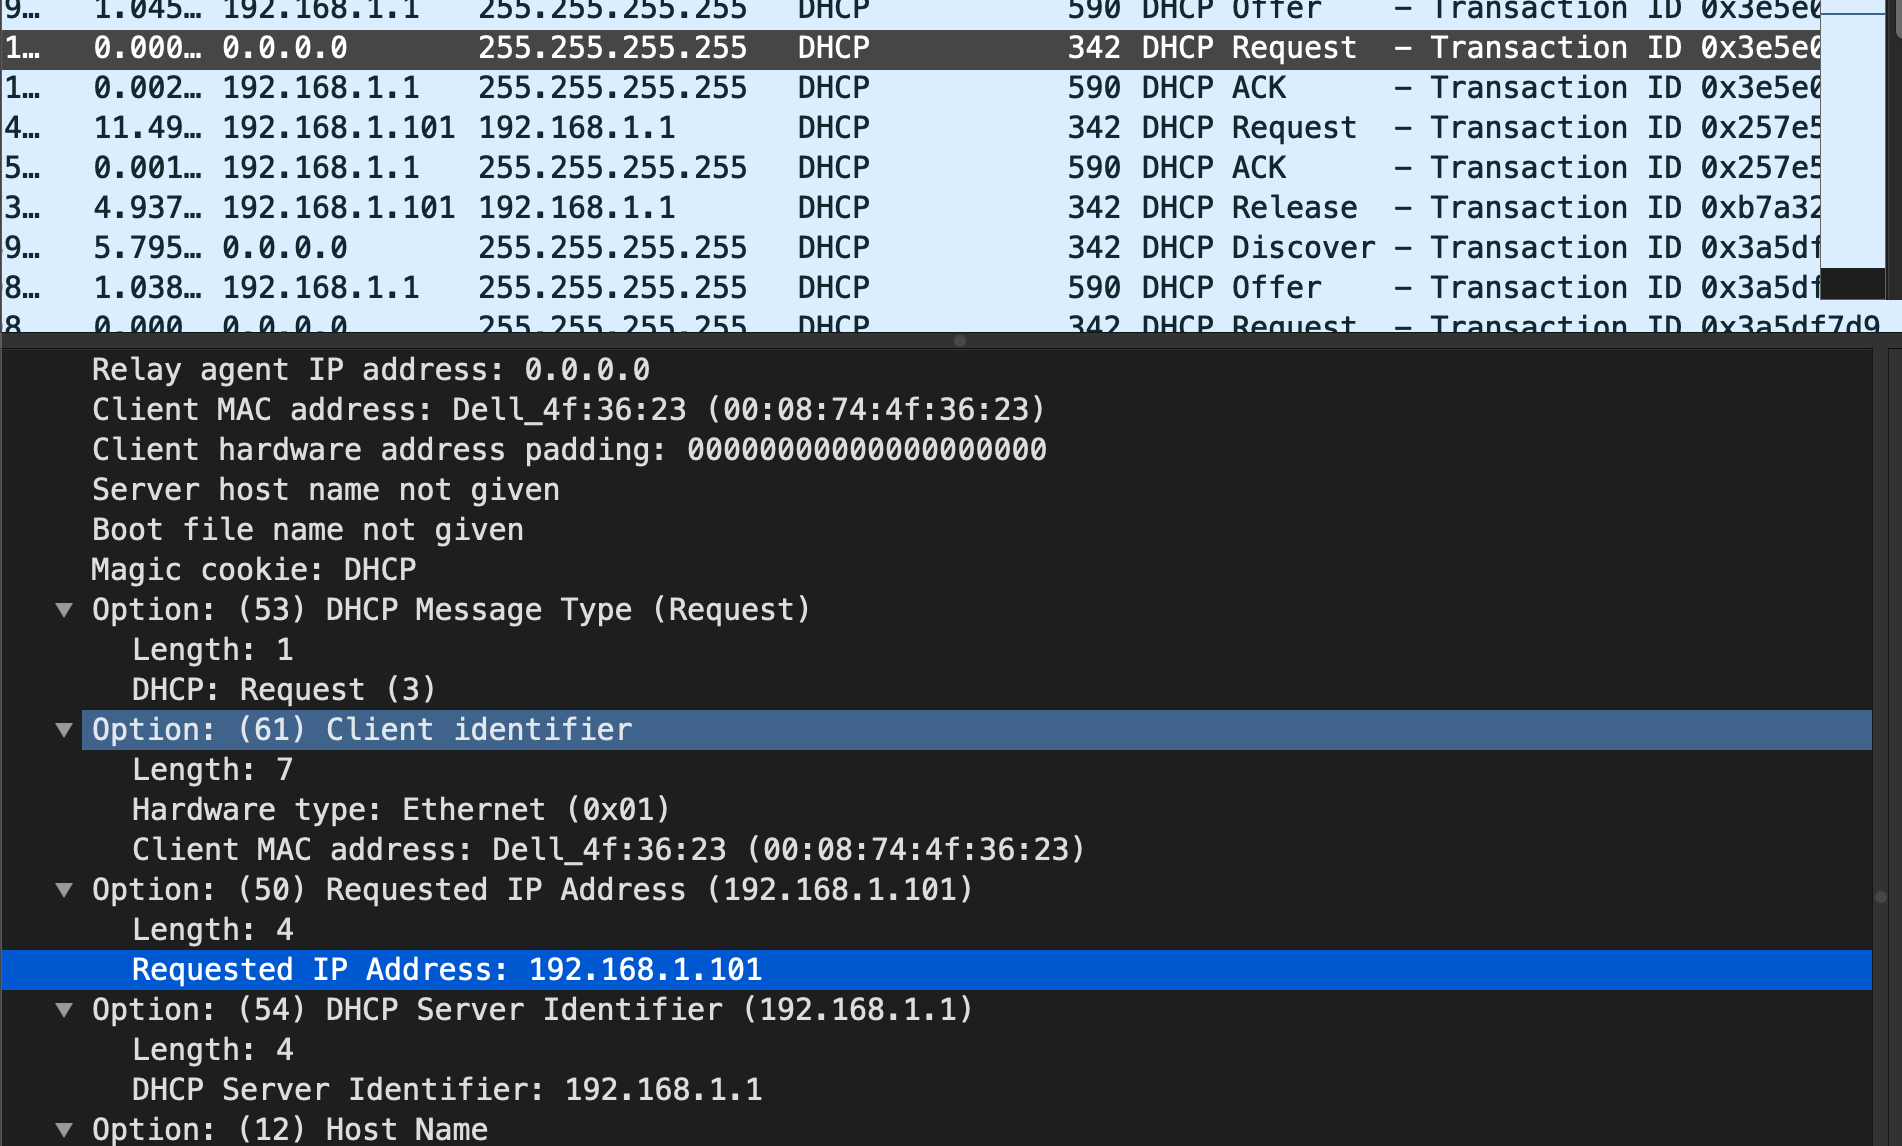 9… 1.045… 192.168.1.1 255.255.255.255 DHCP 590 DHCP Offer – Transaction ID 0x3e5e0
1… 0.000… 0.0.0.0 255.255.255.255 DHCP 342 DHCP Request – Transaction ID 0x3e5e0
1… 0.002… 192.168.1.1 255.255.255.255 DHCP 590 DHCP ACK – Transaction ID 0x3e5e0
4… 11.49… 192.168.1.101 192.168.1.1 DHCP 342 DHCP Request – Transaction ID 0x257e5
5… 0.001… 192.168.1.1 255.255.255.255 DHCP 590 DHCP ACK – Transaction ID 0x257e5
3… 4.937… 192.168.1.101 192.168.1.1 DHCP 342 DHCP Release – Transaction ID 0xb7a32
9… 5.795… 0.0.0.0 255.255.255.255 DHCP 342 DHCP Discover – Transaction ID 0x3a5df
8… 1.038… 192.168.1.1 255.255.255.255 DHCP 590 DHCP Offer – Transaction ID 0x3a5df
8 0.000 0.0.0.0 255.255.255.255 DHCP 342 DHCP Request – Transaction ID 0x3a5df7d9
Relay agent IP address: 0.0.0.0
Client MAC address: Dell_4f:36:23 (00:08:74:4f:36:23)
Client hardware address padding: 00000000000000000000
Server host name not given
Boot file name not given
Magic cookie: DHCP
Option: (53) DHCP Message Type (Request)
Length: 1
DHCP: Request (3)
Option: (61) Client identifier
Length: 7
Hardware type: Ethernet (0x01)
Client MAC address: Dell_4f:36:23 (00:08:74:4f:36:23)
Option: (50) Requested IP Address (192.168.1.101)
Length: 4
Requested IP Address: 192.168.1.101
Option: (54) DHCP Server Identifier (192.168.1.1)
Length: 4
DHCP Server Identifier: 192.168.1.1
Option: (12) Host Name